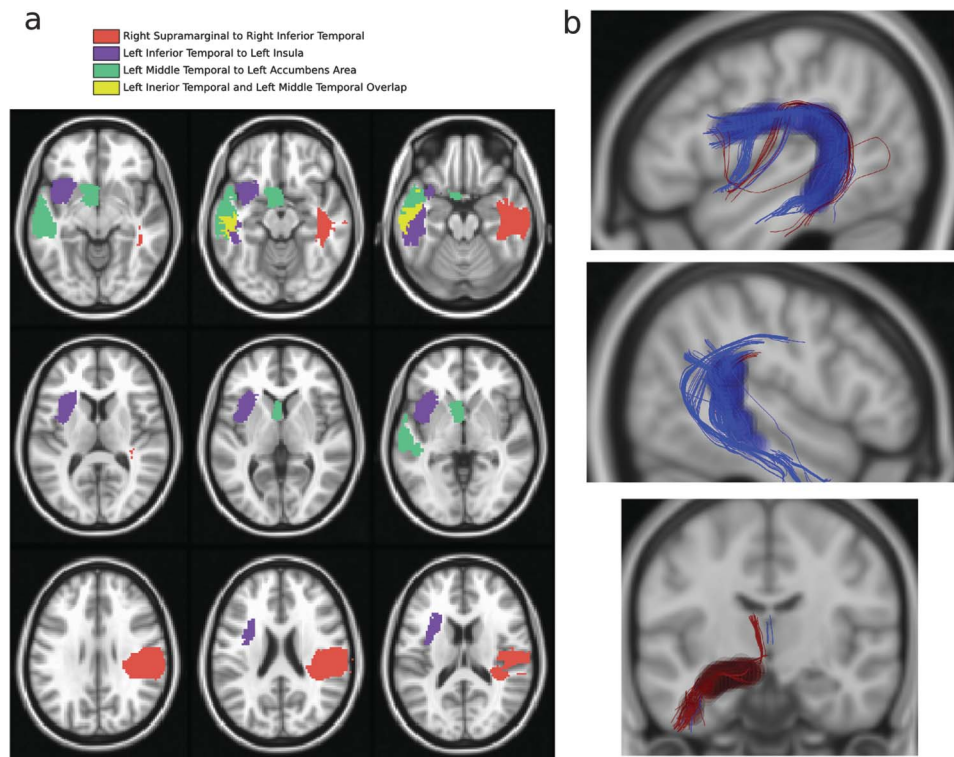 a
Right Supramarginal to Right Inferior Temporal
Left Inferior Temporal to Left Insula
Left Middle Temporal to Left Accumbens Area
Left Inerior Temporal and Left Middle Temporal Overlap
b